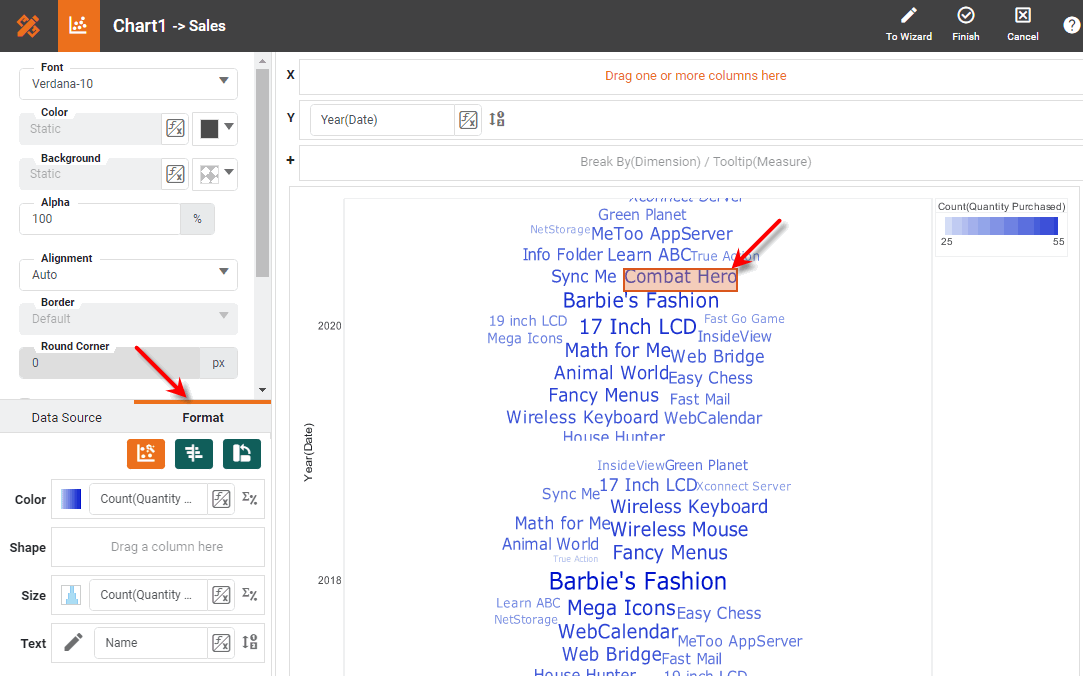 Chart1 -> Sales
To Wizard
Finish
Cancel
?
Font
Verdana-10
Color
Static
Background
Static
Alpha
100
%
Alignment
Auto
Border
Default
Round Corner
0
px
Data Source
Format
Color
Count(Quantity ...
Shape
Drag a column here
Size
Count(Quantity ...
Text
Name
X
Drag one or more columns here
Y
Year(Date)
+
Break By(Dimension) / Tooltip(Measure)
Year(Date)
2020
Xconnect Server
Green Planet
NetStorage MeToo AppServer
Info Folder Learn ABC True Action
Sync Me Combat Hero
Barbie's Fashion
19 inch LCD 17 Inch LCD Fast Go Game
Mega Icons InsideView
Math for Me Web Bridge
Animal World Easy Chess
Fancy Menus Fast Mail
Wireless Keyboard WebCalendar
House Hunter
2018
InsideView Green Planet
Sync Me 17 Inch LCD Xconnect Server
Wireless Keyboard
Math for Me Wireless Mouse
Animal World Fancy Menus
True Action
Barbie's Fashion
Learn ABC Mega Icons Easy Chess
NetStorage
WebCalendar MeToo AppServer
Web Bridge Fast Mail
House Hunter 19 inch LCD
Count(Quantity Purchased)
25 55